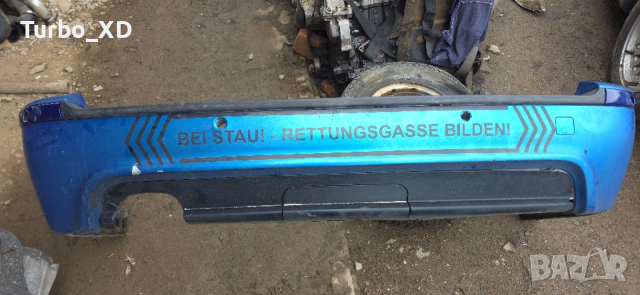 Turbo_XD
BEI STAU! - RETTUNGSGASSE BILDEN!
BAZAR